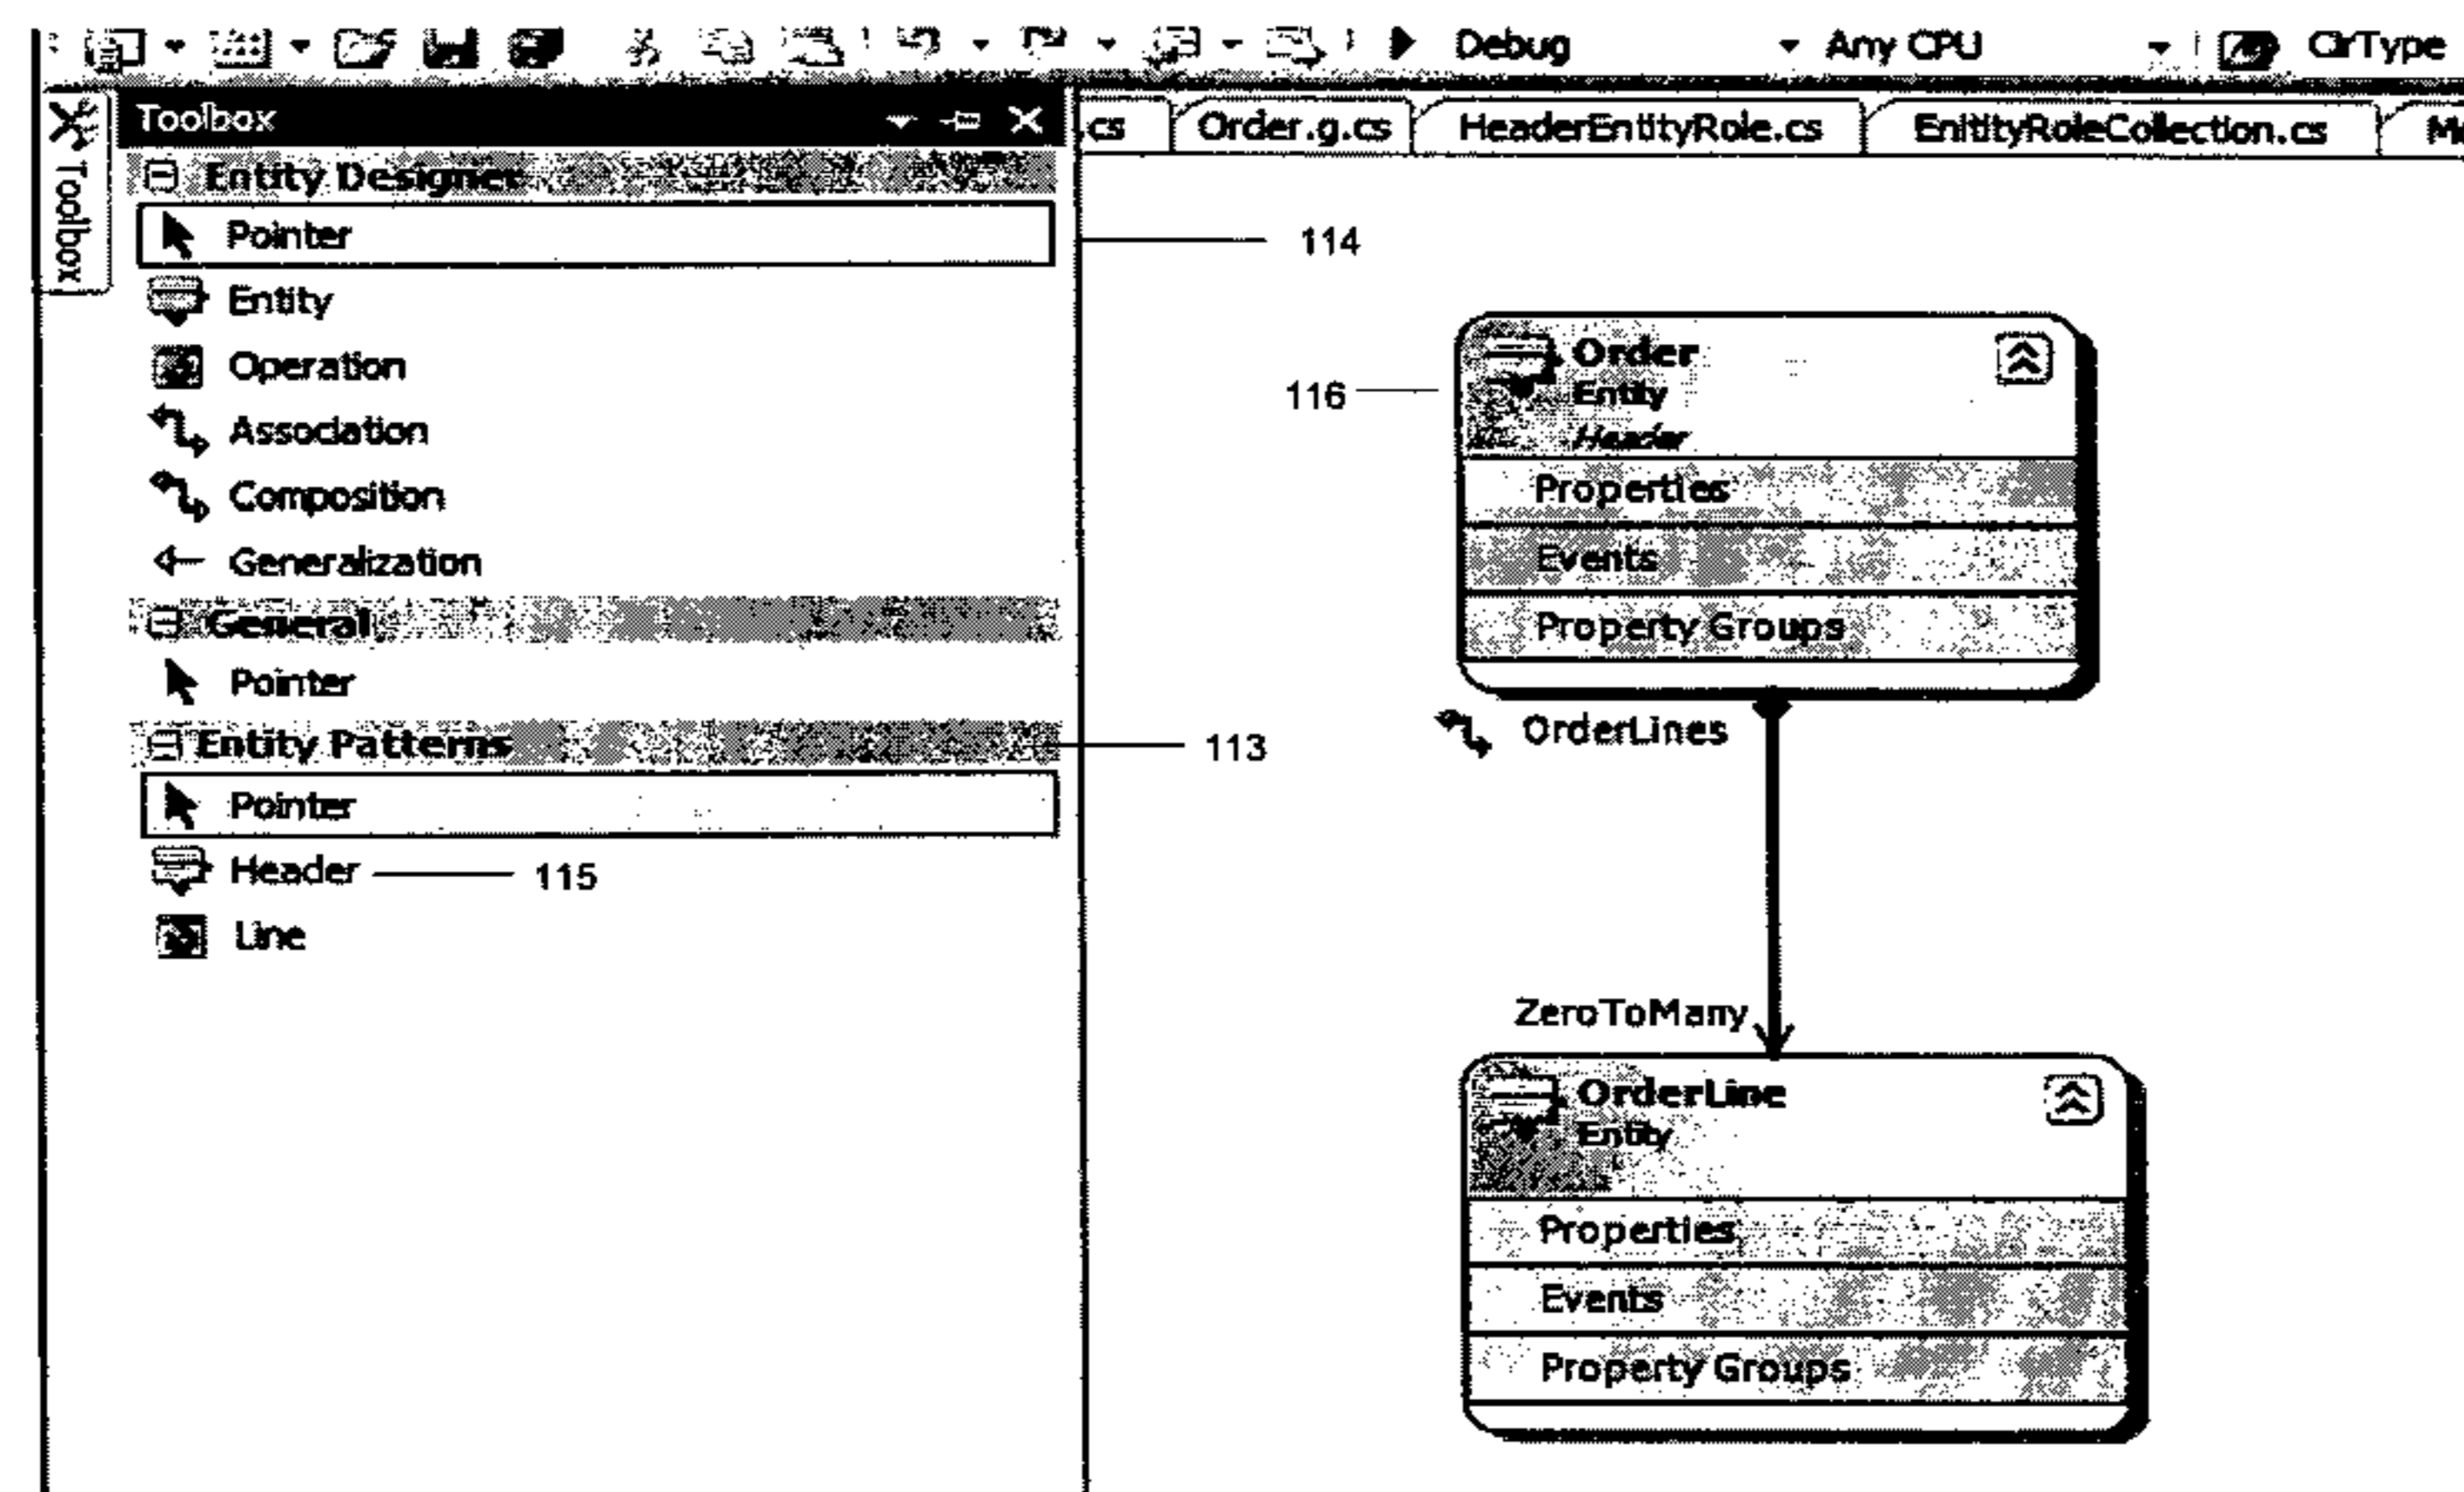 Debug Any CPU ClrType
Toolbox
Toolbox
cs Order.g.cs HeaderEntityRole.cs EnitityRoleCollection.cs
Entity Designer
Pointer
114
Entity
Operation
Association
Composition
Generalization
General
Pointer
Entity Patterns
113
Pointer
Header
115
Line
116
Order
Entity
Header
Properties
Events
Property Groups
OrderLines
ZeroToMany
OrderLine
Entity
Properties
Events
Property Groups